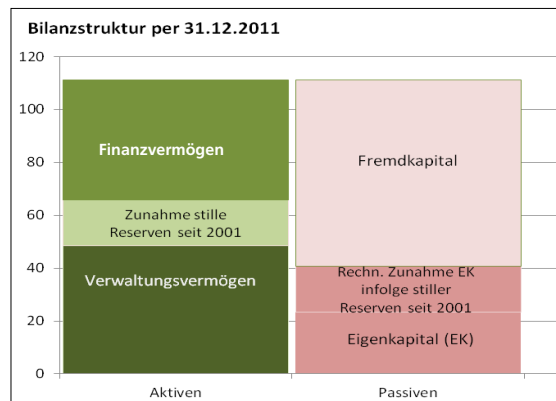 Bilanzstruktur per 31.12.2011
120
100
80
60
40
20
0
Finanzvermögen
Zunahme stille
Reserven seit 2001
Verwaltungsvermögen
Fremdkapital
Rechn. Zunahme EK
infolge stiller
Reserven seit 2001
Eigenkapital (EK)
Aktiven
Passiven